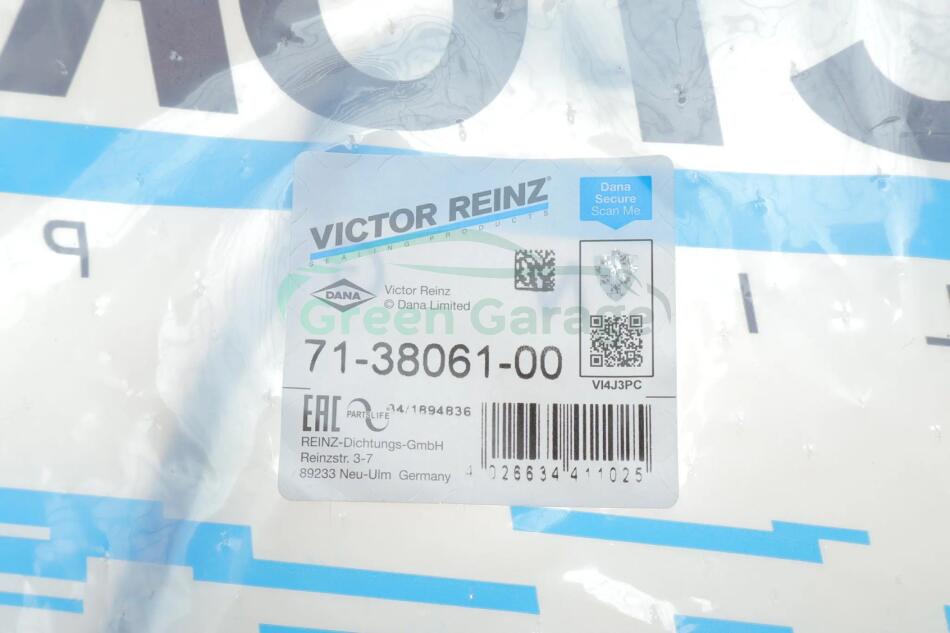 VICTOR REINZ®
SEALING PRODUCTS
Dana
Secure
Scan Me
DANA
Victor Reinz
© Dana Limited
Green Garage
71-38061-00
VI4J3PC
EAC
PARTSLIFE
04/1894836
REINZ-Dichtungs-GmbH
Reinzstr. 3-7
89233 Neu-Ulm Germany
4 026634 411025